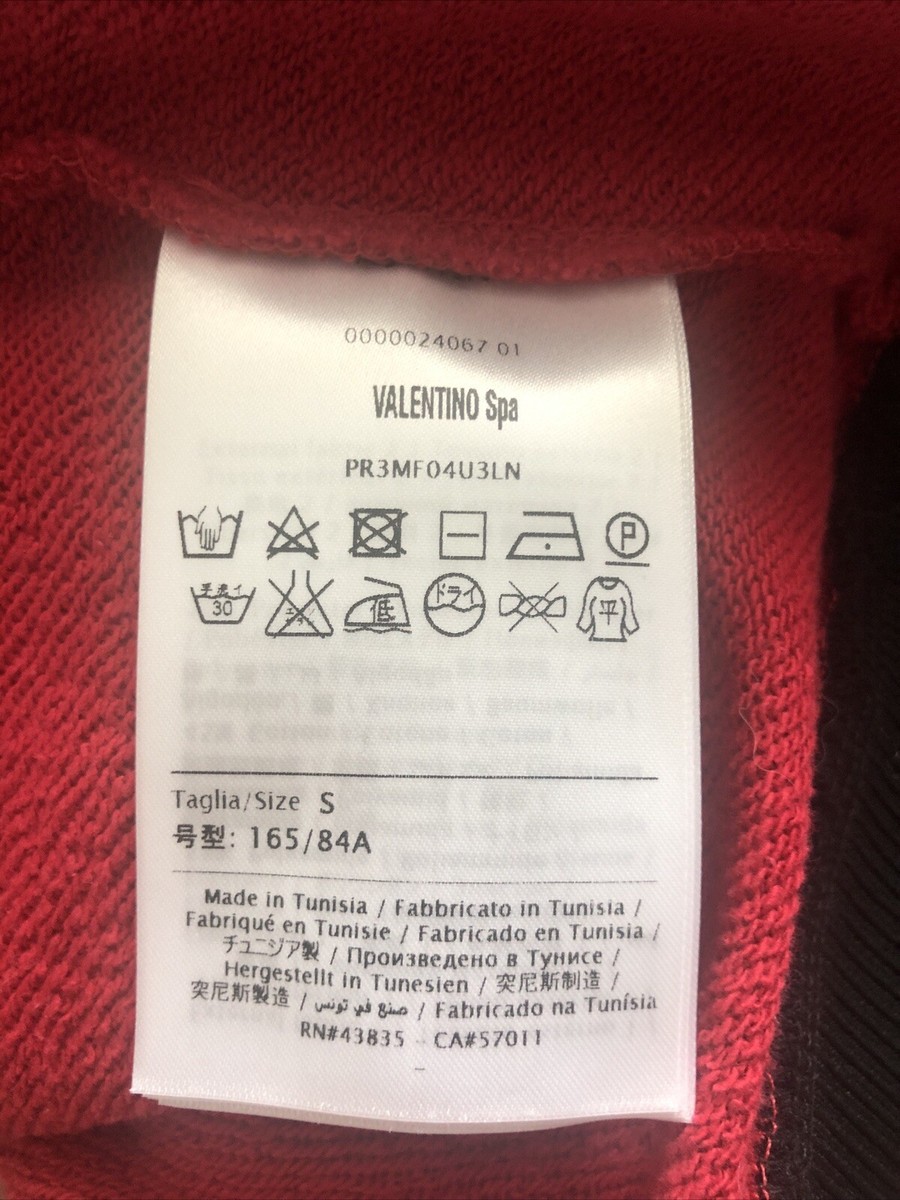 0000024067 01
VALENTINO Spa
PR3MF04U3LN
P
手洗イ 30 低 ドライ 平
Taglia/Size S
号型: 165/84A
Made in Tunisia / Fabbricato in Tunisia /
Fabriqué en Tunisie / Fabricado en Tunisia /
チュニジア製 / Произведено в Тунисе /
Hergestellt in Tunesien / 突尼斯制造 /
突尼斯製造 / صنع في تونس / Fabricado na Tunísia
RN#43835 - CA#57011